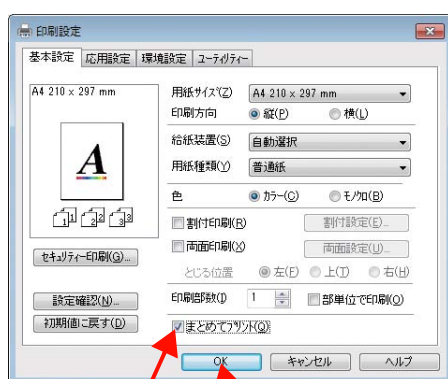 印刷設定
基本設定 応用設定 環境設定 ユーティリティー
A4 210 x 297 mm
用紙サイズ(Z) A4 210 x 297 mm
印刷方向 縦(P) 横(L)
給紙装置(S) 自動選択
用紙種類(Y) 普通紙
A
色 カラー(C) モノクロ(B)
1 1 2 2 3 3
割付印刷(R) 割付設定(E)...
両面印刷(X) 両面設定(U)...
セキュリティー印刷(G)...
とじる位置 左(F) 上(T) 右(H)
設定確認(N)...
印刷部数(I) 1 部単位で印刷(O)
初期値に戻す(D)
まとめてプリント(Q)
OK キャンセル ヘルプ